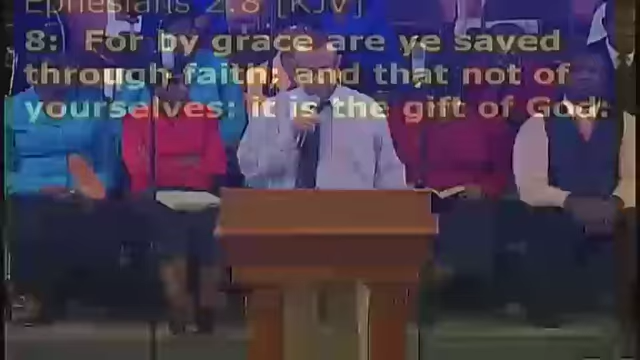 Ephesians 2:8 [KJV]
8: For by grace are ye saved
through faith; and that not of
yourselves: it is the gift of God: